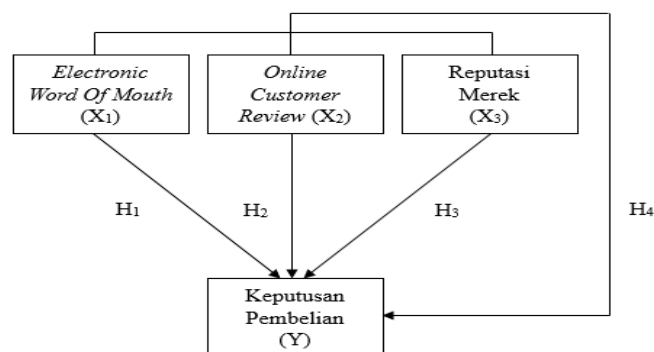 Electronic
Word Of Mouth
(X₁)
Online
Customer
Review (X₂)
Reputasi
Merek
(X₃)
H₁
H₂
H₃
H₄
Keputusan
Pembelian
(Y)